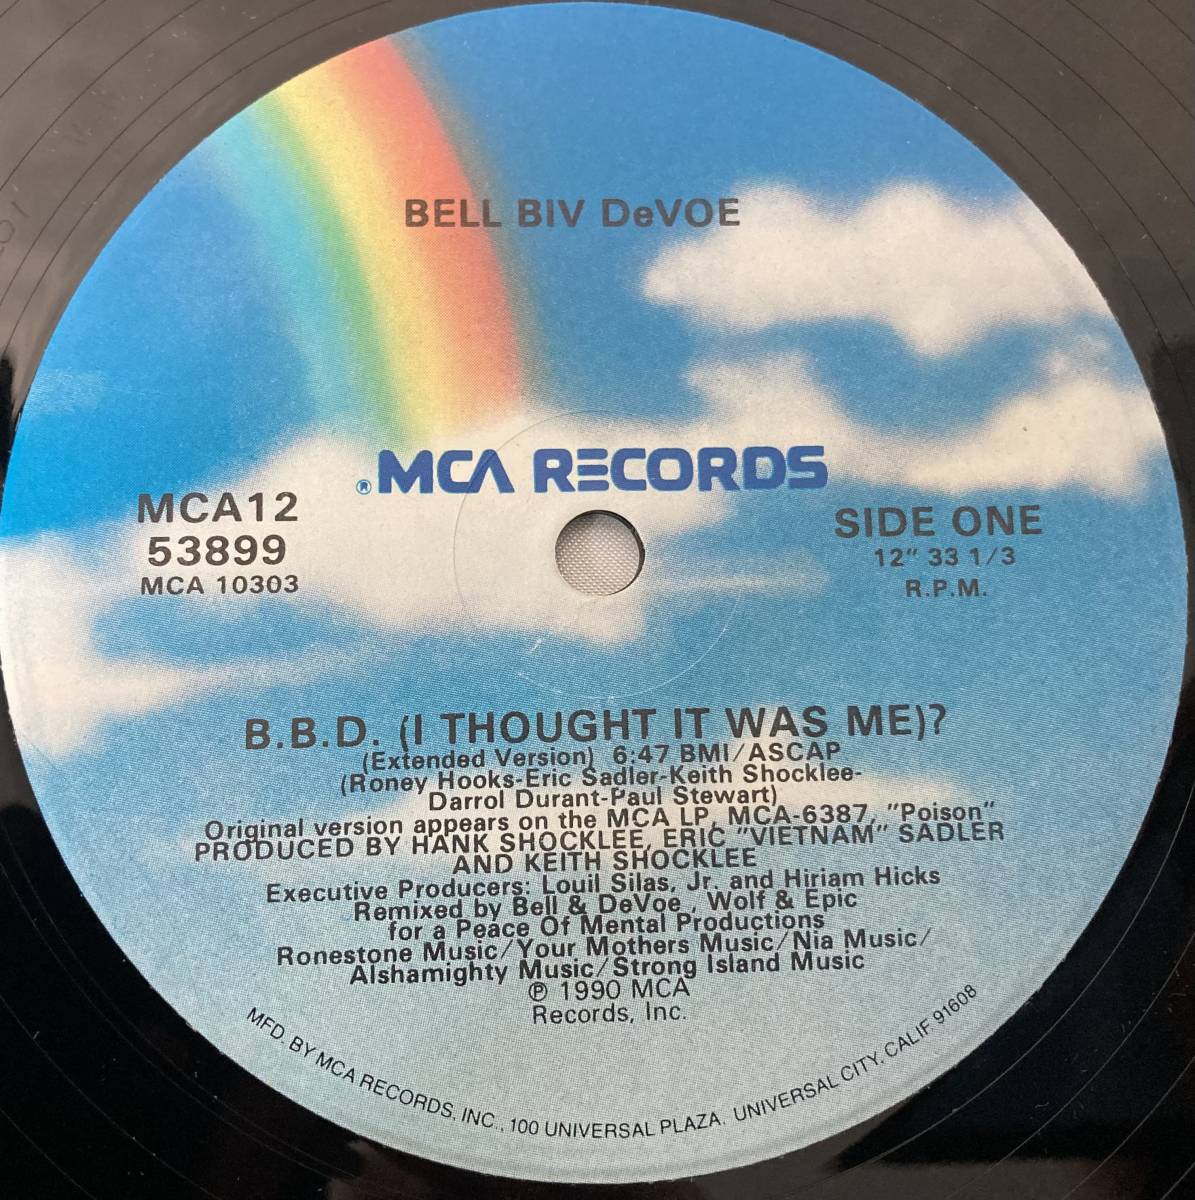 BELL BIV DeVOE
® MCA RECORDS
MCA12
53899
MCA 10303
SIDE ONE
12" 33 1/3
R.P.M.
B.B.D. (I THOUGHT IT WAS ME)?
(Extended Version) 6:47 BMI/ASCAP
(Roney Hooks-Eric Sadler-Keith Shocklee-
Darrol Durant-Paul Stewart)
Original version appears on the MCA LP, MCA-6387, "Poison"
PRODUCED BY HANK SHOCKLEE, ERIC "VIETNAM" SADLER
AND KEITH SHOCKLEE
Executive Producers: Louil Silas, Jr. and Hiriam Hicks
Remixed by Bell & DeVoe , Wolf & Epic
for a Peace Of Mental Productions
Ronestone Music/Your Mothers Music/Nia Music/
Alshamighty Music/Strong Island Music
℗ 1990 MCA
Records, Inc.
MFD. BY MCA RECORDS, INC., 100 UNIVERSAL PLAZA. UNIVERSAL CITY, CALIF 91608